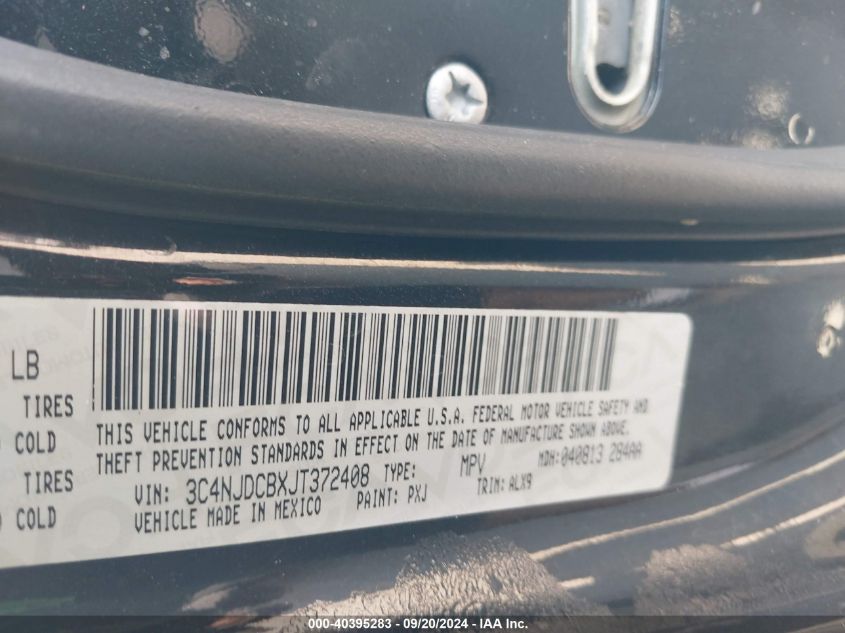 LB
TIRES
COLD
TIRES
COLD
THIS VEHICLE CONFORMS TO ALL APPLICABLE U.S.A. FEDERAL MOTOR VEHICLE SAFETY AND
THEFT PREVENTION STANDARDS IN EFFECT ON THE DATE OF MANUFACTURE SHOWN ABOVE.
VIN: 3C4NJDCBXJT372408 TYPE: MPV MDH: 040813 284AA
VEHICLE MADE IN MEXICO PAINT: PXJ TRIM: ALX9
000-40395283 - 09/20/2024 - IAA Inc.